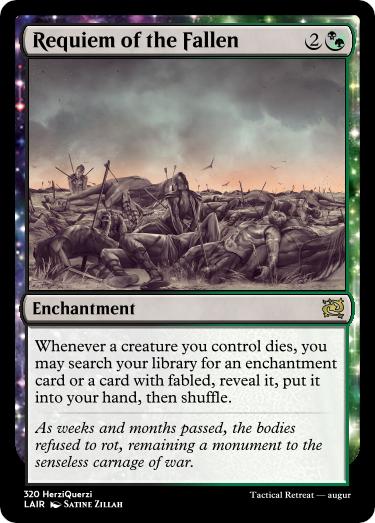 Requiem of the Fallen 2
Enchantment
Whenever a creature you control dies, you
may search your library for an enchantment
card or a card with fabled, reveal it, put it
into your hand, then shuffle.
As weeks and months passed, the bodies
refused to rot, remaining a monument to the
senseless carnage of war.
320 HerziQuerzi
LAIR Satine Zillah
Tactical Retreat — augur